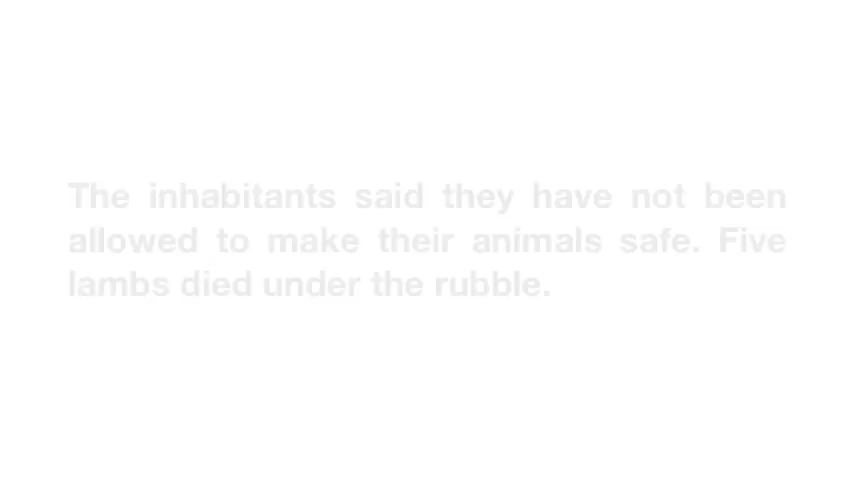 The inhabitants said they have not been
allowed to make their animals safe. Five
lambs died under the rubble.